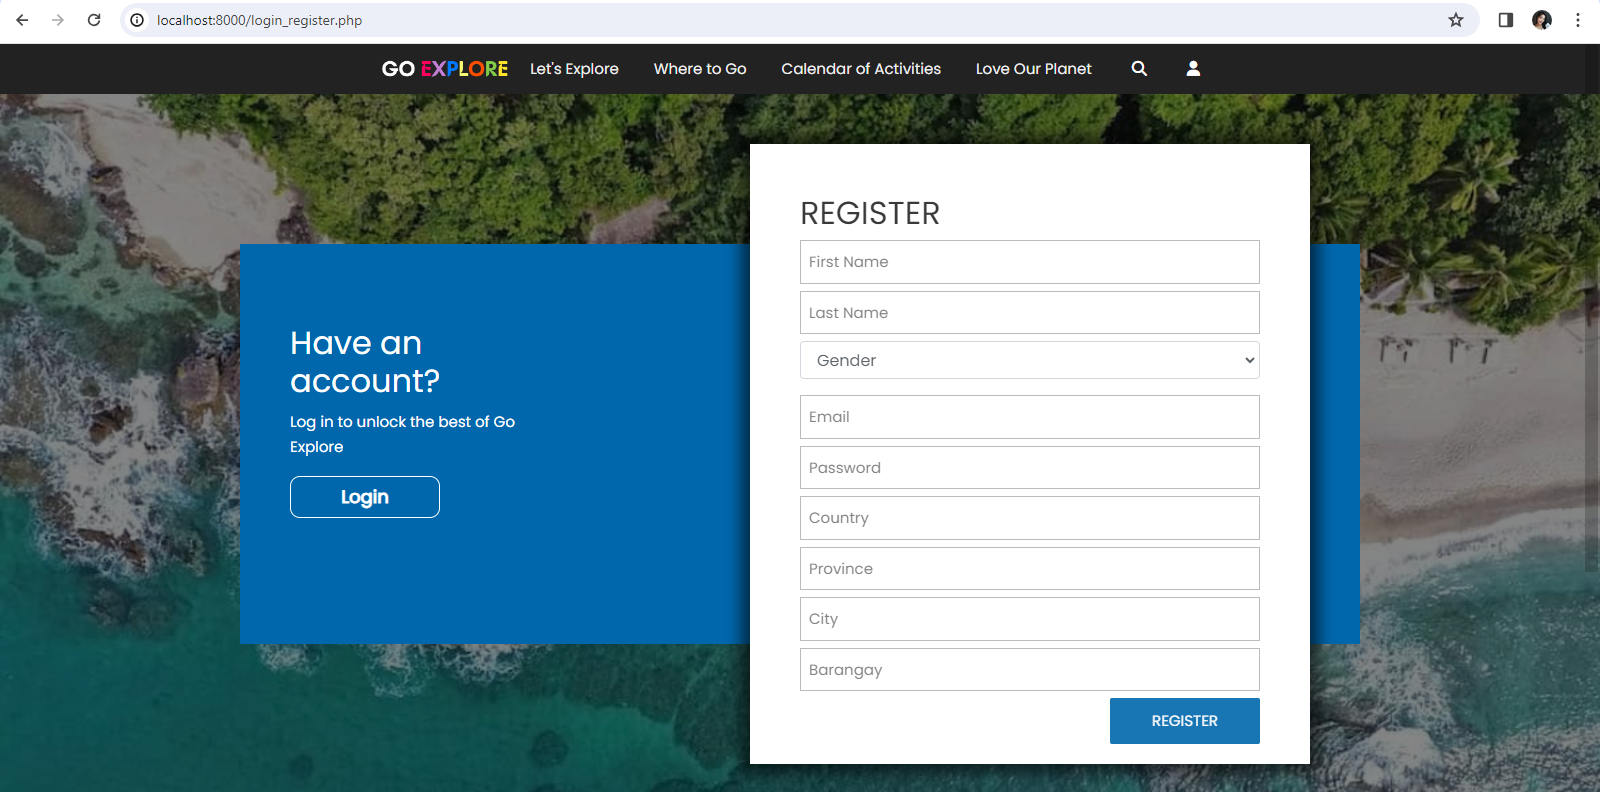 localhost:8000/login_register.php
GO EXPLORE Let's Explore Where to Go Calendar of Activities Love Our Planet
Have an
account?
Log in to unlock the best of Go
Explore
Login
REGISTER
First Name
Last Name
Gender
Email
Password
Country
Province
City
Barangay
REGISTER